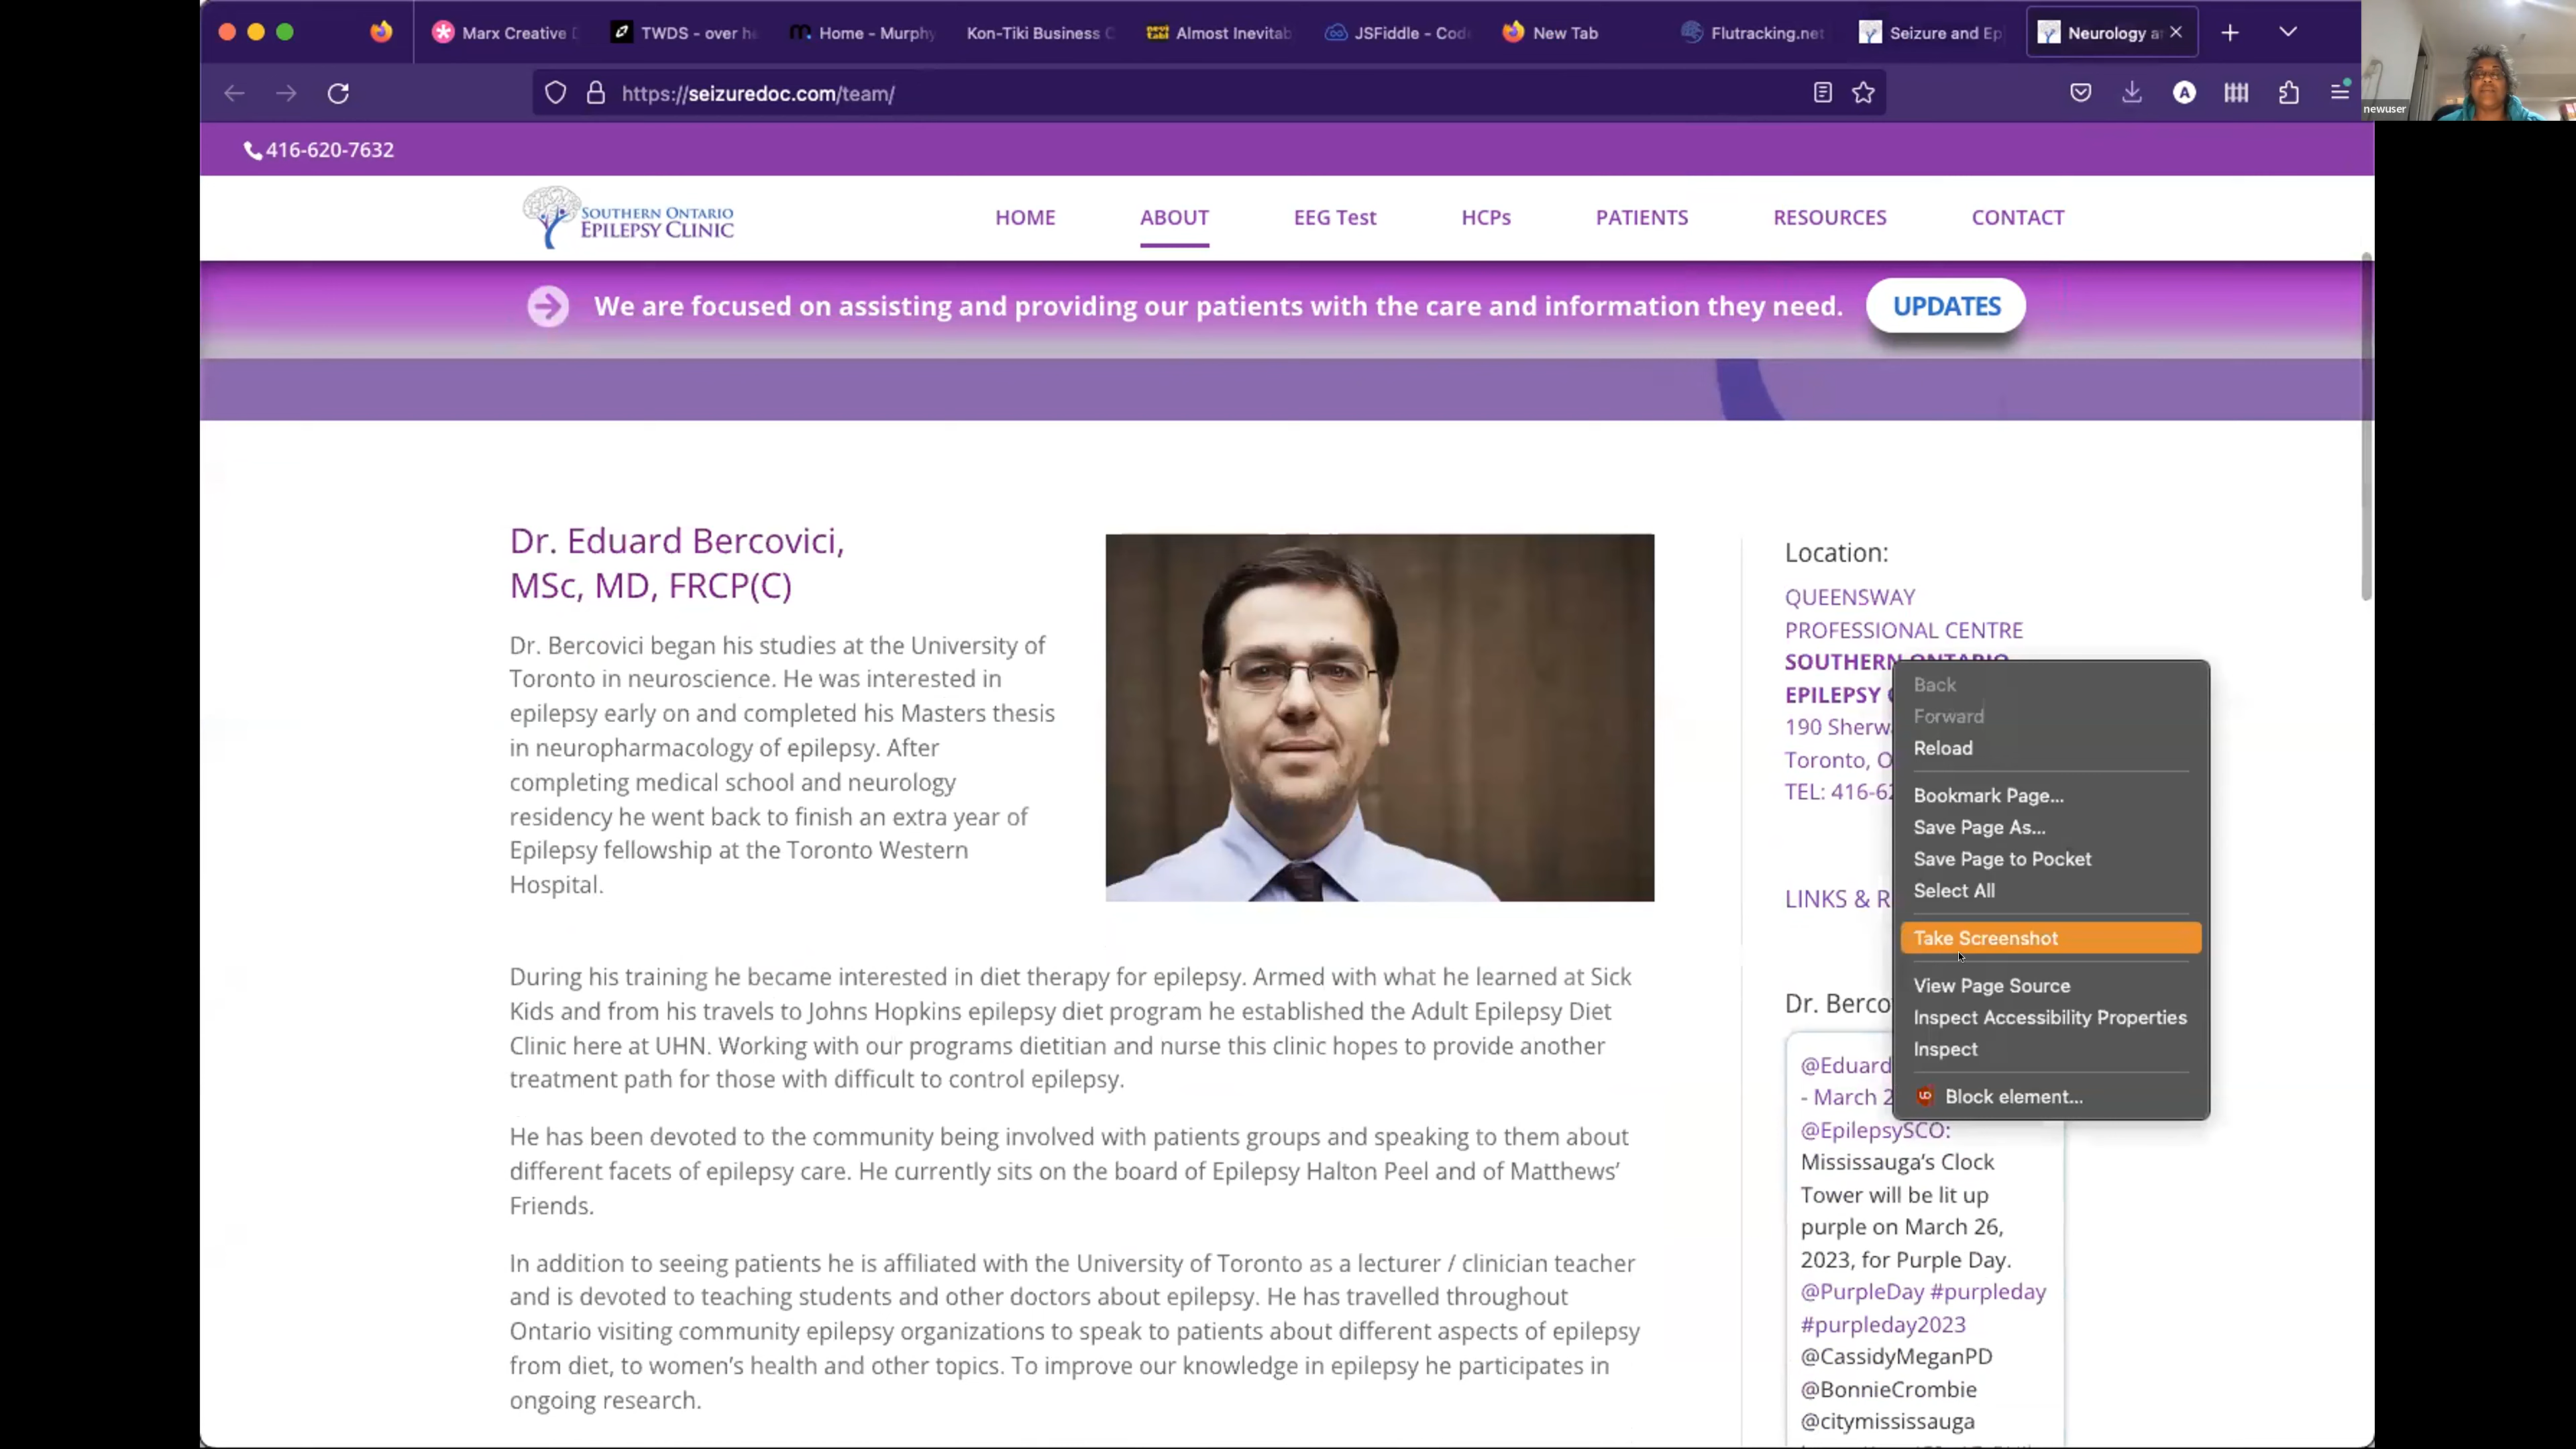 Marx Creative
TWDS - over
Home - Murphy
Kon-Tiki Business
Almost Inevitab
JSFiddle - Cod
New Tab
Flutracking.net
Seizure and Ep
Neurology a
https://seizuredoc.com/team/
newuser
416-620-7632
SOUTHERN ONTARIO
EPILEPSY CLINIC
HOME
ABOUT
EEG Test
HCPs
PATIENTS
RESOURCES
CONTACT
We are focused on assisting and providing our patients with the care and information they need.
UPDATES
Dr. Eduard Bercovici,
MSc, MD, FRCP(C)
Dr. Bercovici began his studies at the University of
Toronto in neuroscience. He was interested in
epilepsy early on and completed his Masters thesis
in neuropharmacology of epilepsy. After
completing medical school and neurology
residency he went back to finish an extra year of
Epilepsy fellowship at the Toronto Western
Hospital.
During his training he became interested in diet therapy for epilepsy. Armed with what he learned at Sick
Kids and from his travels to Johns Hopkins epilepsy diet program he established the Adult Epilepsy Diet
Clinic here at UHN. Working with our programs dietitian and nurse this clinic hopes to provide another
treatment path for those with difficult to control epilepsy.
He has been devoted to the community being involved with patients groups and speaking to them about
different facets of epilepsy care. He currently sits on the board of Epilepsy Halton Peel and of Matthews’
Friends.
In addition to seeing patients he is affiliated with the University of Toronto as a lecturer / clinician teacher
and is devoted to teaching students and other doctors about epilepsy. He has travelled throughout
Ontario visiting community epilepsy organizations to speak to patients about different aspects of epilepsy
from diet, to women’s health and other topics. To improve our knowledge in epilepsy he participates in
ongoing research.
Location:
QUEENSWAY
PROFESSIONAL CENTRE
SOUTHERN ONTARIO
EPILEPSY
190 Sherw
Toronto, O
TEL: 416-62
LINKS & R
Dr. Berco
@Eduard
- March 2
@EpilepsySCO:
Mississauga’s Clock
Tower will be lit up
purple on March 26,
2023, for Purple Day.
@PurpleDay #purpleday
#purpleday2023
@CassidyMeganPD
@BonnieCrombie
@citymississauga
Back
Forward
Reload
Bookmark Page...
Save Page As...
Save Page to Pocket
Select All
Take Screenshot
View Page Source
Inspect Accessibility Properties
Inspect
Block element...